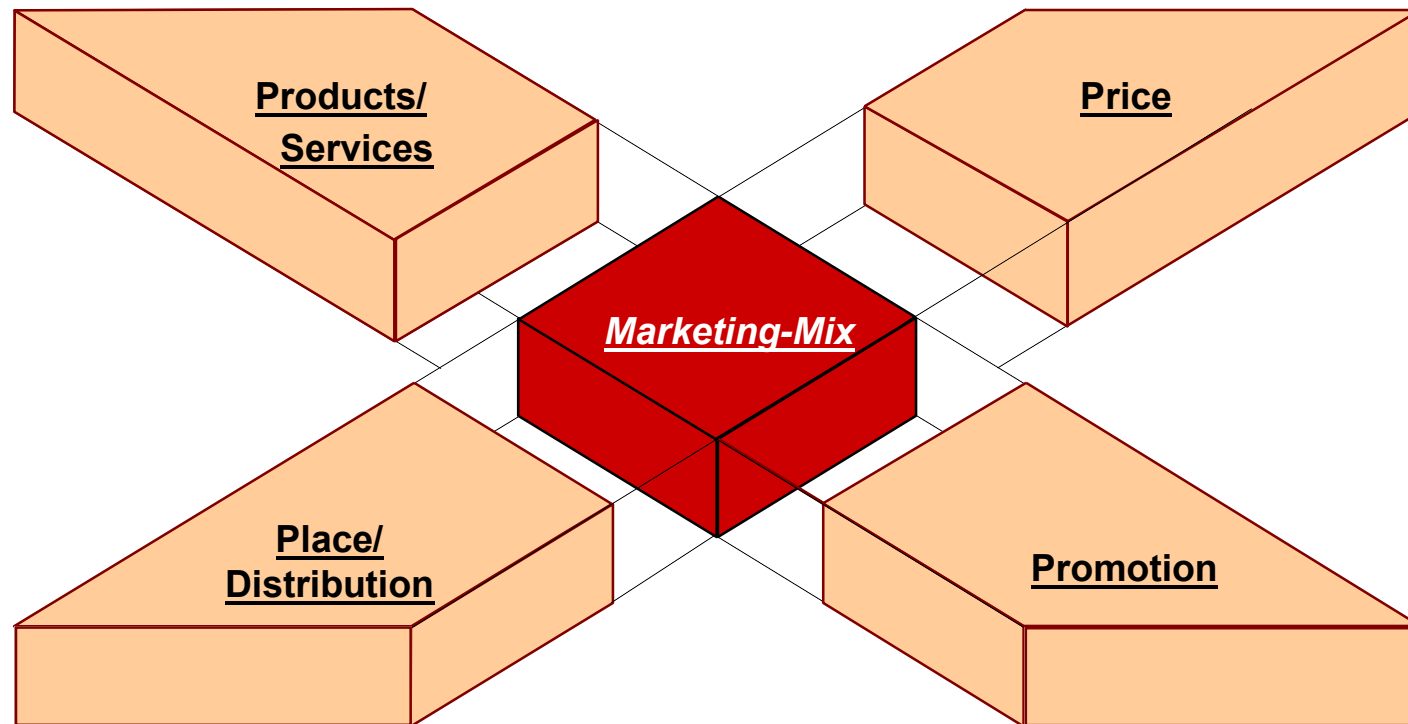 Products/
Services
Price
Marketing-Mix
Place/
Distribution
Promotion